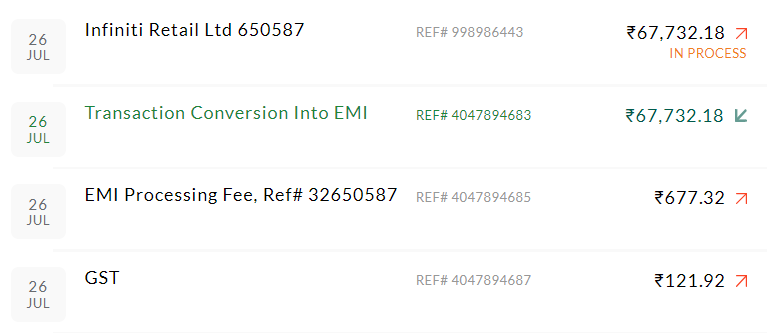 26
JUL
Infiniti Retail Ltd 650587
REF# 998986443
₹67,732.18
IN PROCESS
26
JUL
Transaction Conversion Into EMI
REF# 4047894683
₹67,732.18
26
JUL
EMI Processing Fee, Ref# 32650587
REF# 4047894685
₹677.32
26
JUL
GST
REF# 4047894687
₹121.92